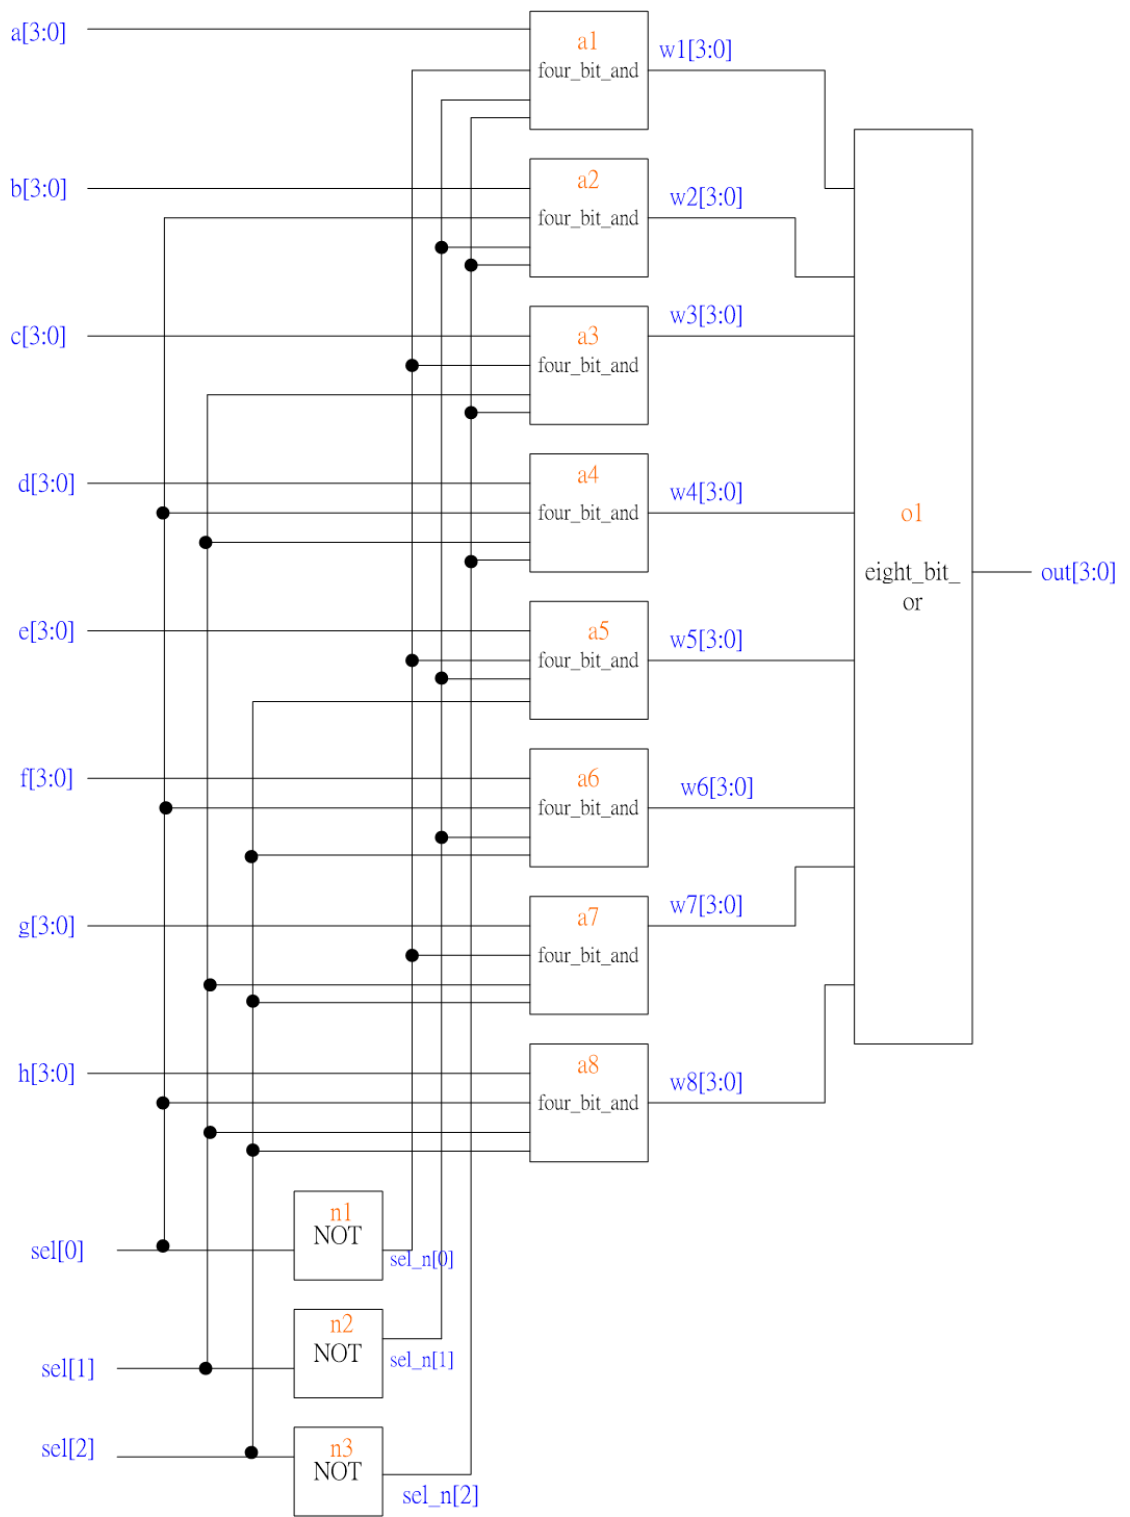 a[3:0]
a1
four_bit_and
w1[3:0]
b[3:0]
a2
four_bit_and
w2[3:0]
c[3:0]
a3
four_bit_and
w3[3:0]
d[3:0]
a4
four_bit_and
w4[3:0]
o1
eight_bit_
or
out[3:0]
e[3:0]
a5
four_bit_and
w5[3:0]
f[3:0]
a6
four_bit_and
w6[3:0]
g[3:0]
a7
four_bit_and
w7[3:0]
h[3:0]
a8
four_bit_and
w8[3:0]
sel[0]
n1
NOT
sel_n[0]
sel[1]
n2
NOT
sel_n[1]
sel[2]
n3
NOT
sel_n[2]